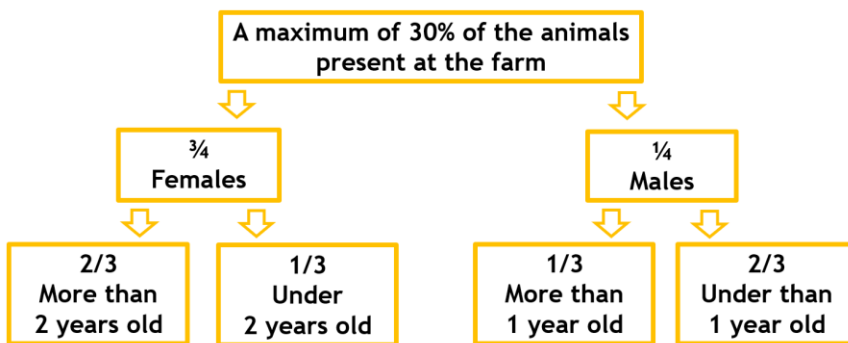 A maximum of 30% of the animals
present at the farm
¾
Females
¼
Males
2/3
More than
2 years old
1/3
Under
2 years old
1/3
More than
1 year old
2/3
Under than
1 year old